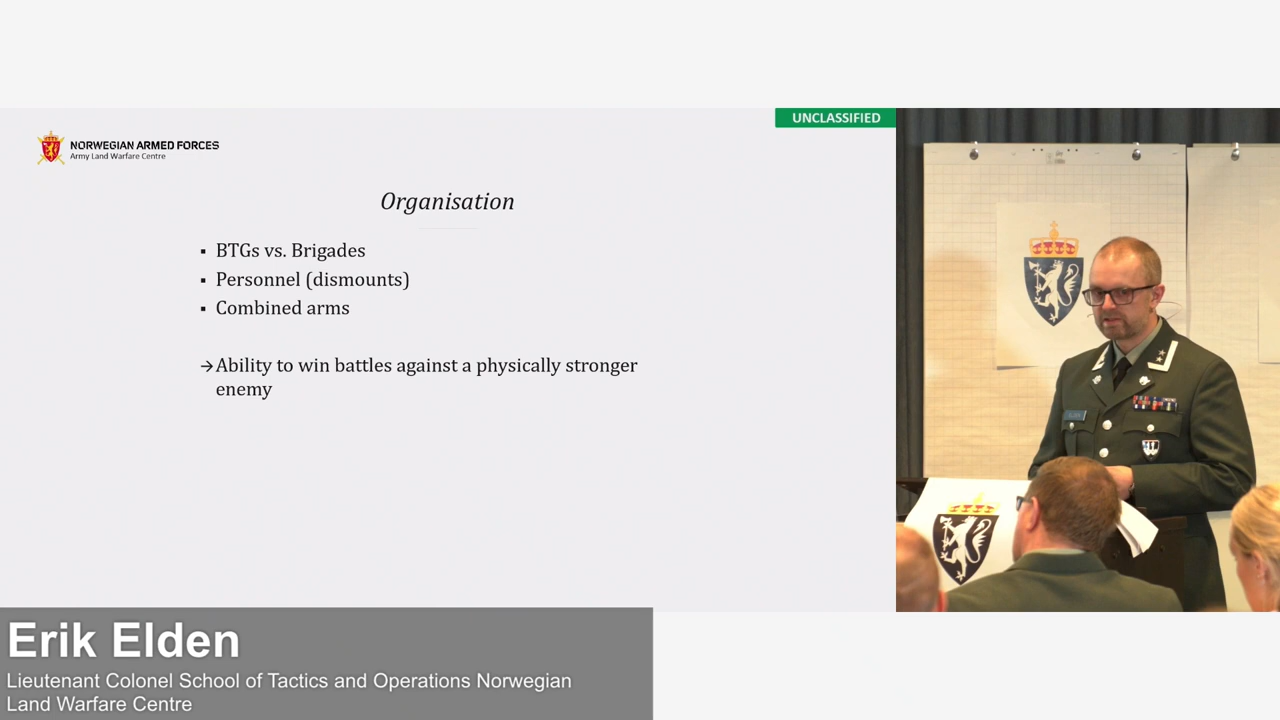 UNCLASSIFIED
NORWEGIAN ARMED FORCES
Army Land Warfare Centre
Organisation
▪ BTGs vs. Brigades
▪ Personnel (dismounts)
▪ Combined arms
→Ability to win battles against a physically stronger
enemy
Erik Elden
Lieutenant Colonel School of Tactics and Operations Norwegian
Land Warfare Centre